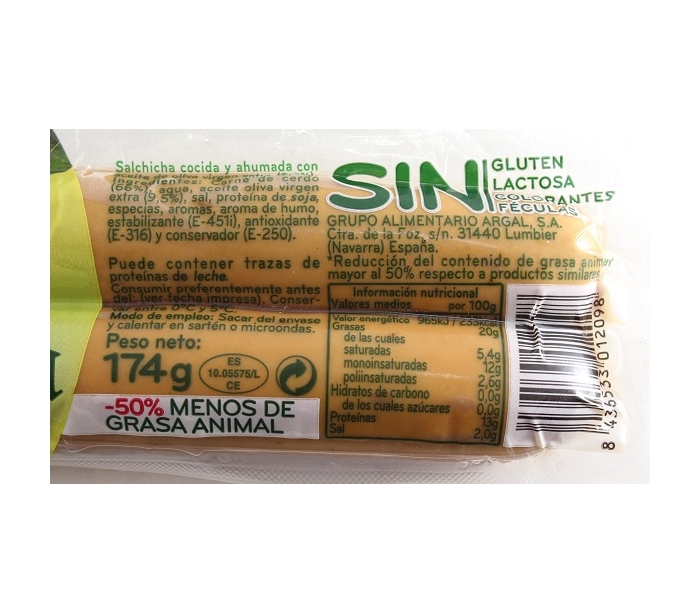 Salchicha cocida y ahumada con
aceite de oliva virgen extra
Ingredientes: Carne de cerdo
(66%), agua, aceite oliva virgen
extra (9,5%), sal, proteína de soja,
especias, aromas, aroma de humo,
estabilizante (E-451i), antioxidante
(E-316) y conservador (E-250).
Puede contener trazas de
proteínas de leche.
Consumir preferentemente antes
del: (ver fecha impresa). Conser-
var entre 0ºC y 5ºC.
Modo de empleo: Sacar del envase
y calentar en sartén o microondas.
Peso neto:
174g
ES
10.05575/L
CE
-50% MENOS DE
GRASA ANIMAL
SIN
GLUTEN
LACTOSA
COLORANTES
FÉCULAS
GRUPO ALIMENTARIO ARGAL, S.A.
Ctra. de la Foz, s/n. 31440 Lumbier
(Navarra) España.
*Reducción del contenido de grasa animal
mayor al 50% respecto a productos similares
Información nutricional
Valores medios por 100g
Valor energético 965kJ / 233kcal
Grasas 20g
de las cuales
saturadas 5,4g
monoinsaturadas 12g
poliinsaturadas 2,6g
Hidratos de carbono 0,0g
de los cuales azúcares 0,0g
Proteínas 13g
Sal 2,0g
8 436533 012098